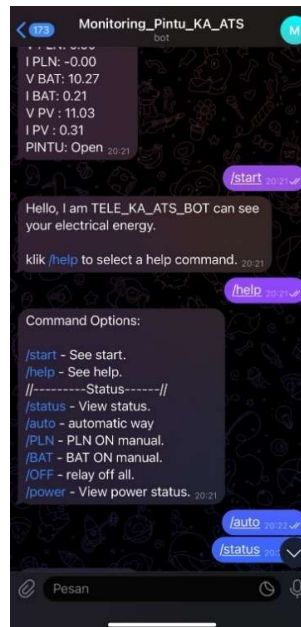 173
Monitoring_Pintu_KA_ATS
bot
M
I PLN: -0.00
V BAT: 10.27
I BAT: 0.21
V PV : 11.03
I PV : 0.31
PINTU: Open 20:21
/start 20:21
Hello, I am TELE_KA_ATS_BOT can see
your electrical energy.
klik /help to select a help command. 20:21
/help 20:21
Command Options:
/start - See start.
/help - See help.
//---------Status------//
/status - View status.
/auto - automatic way
/PLN - PLN ON manual.
/BAT - BAT ON manual.
/OFF - relay off all.
/power - View power status. 20:21
/auto 20:22
/status
Pesan